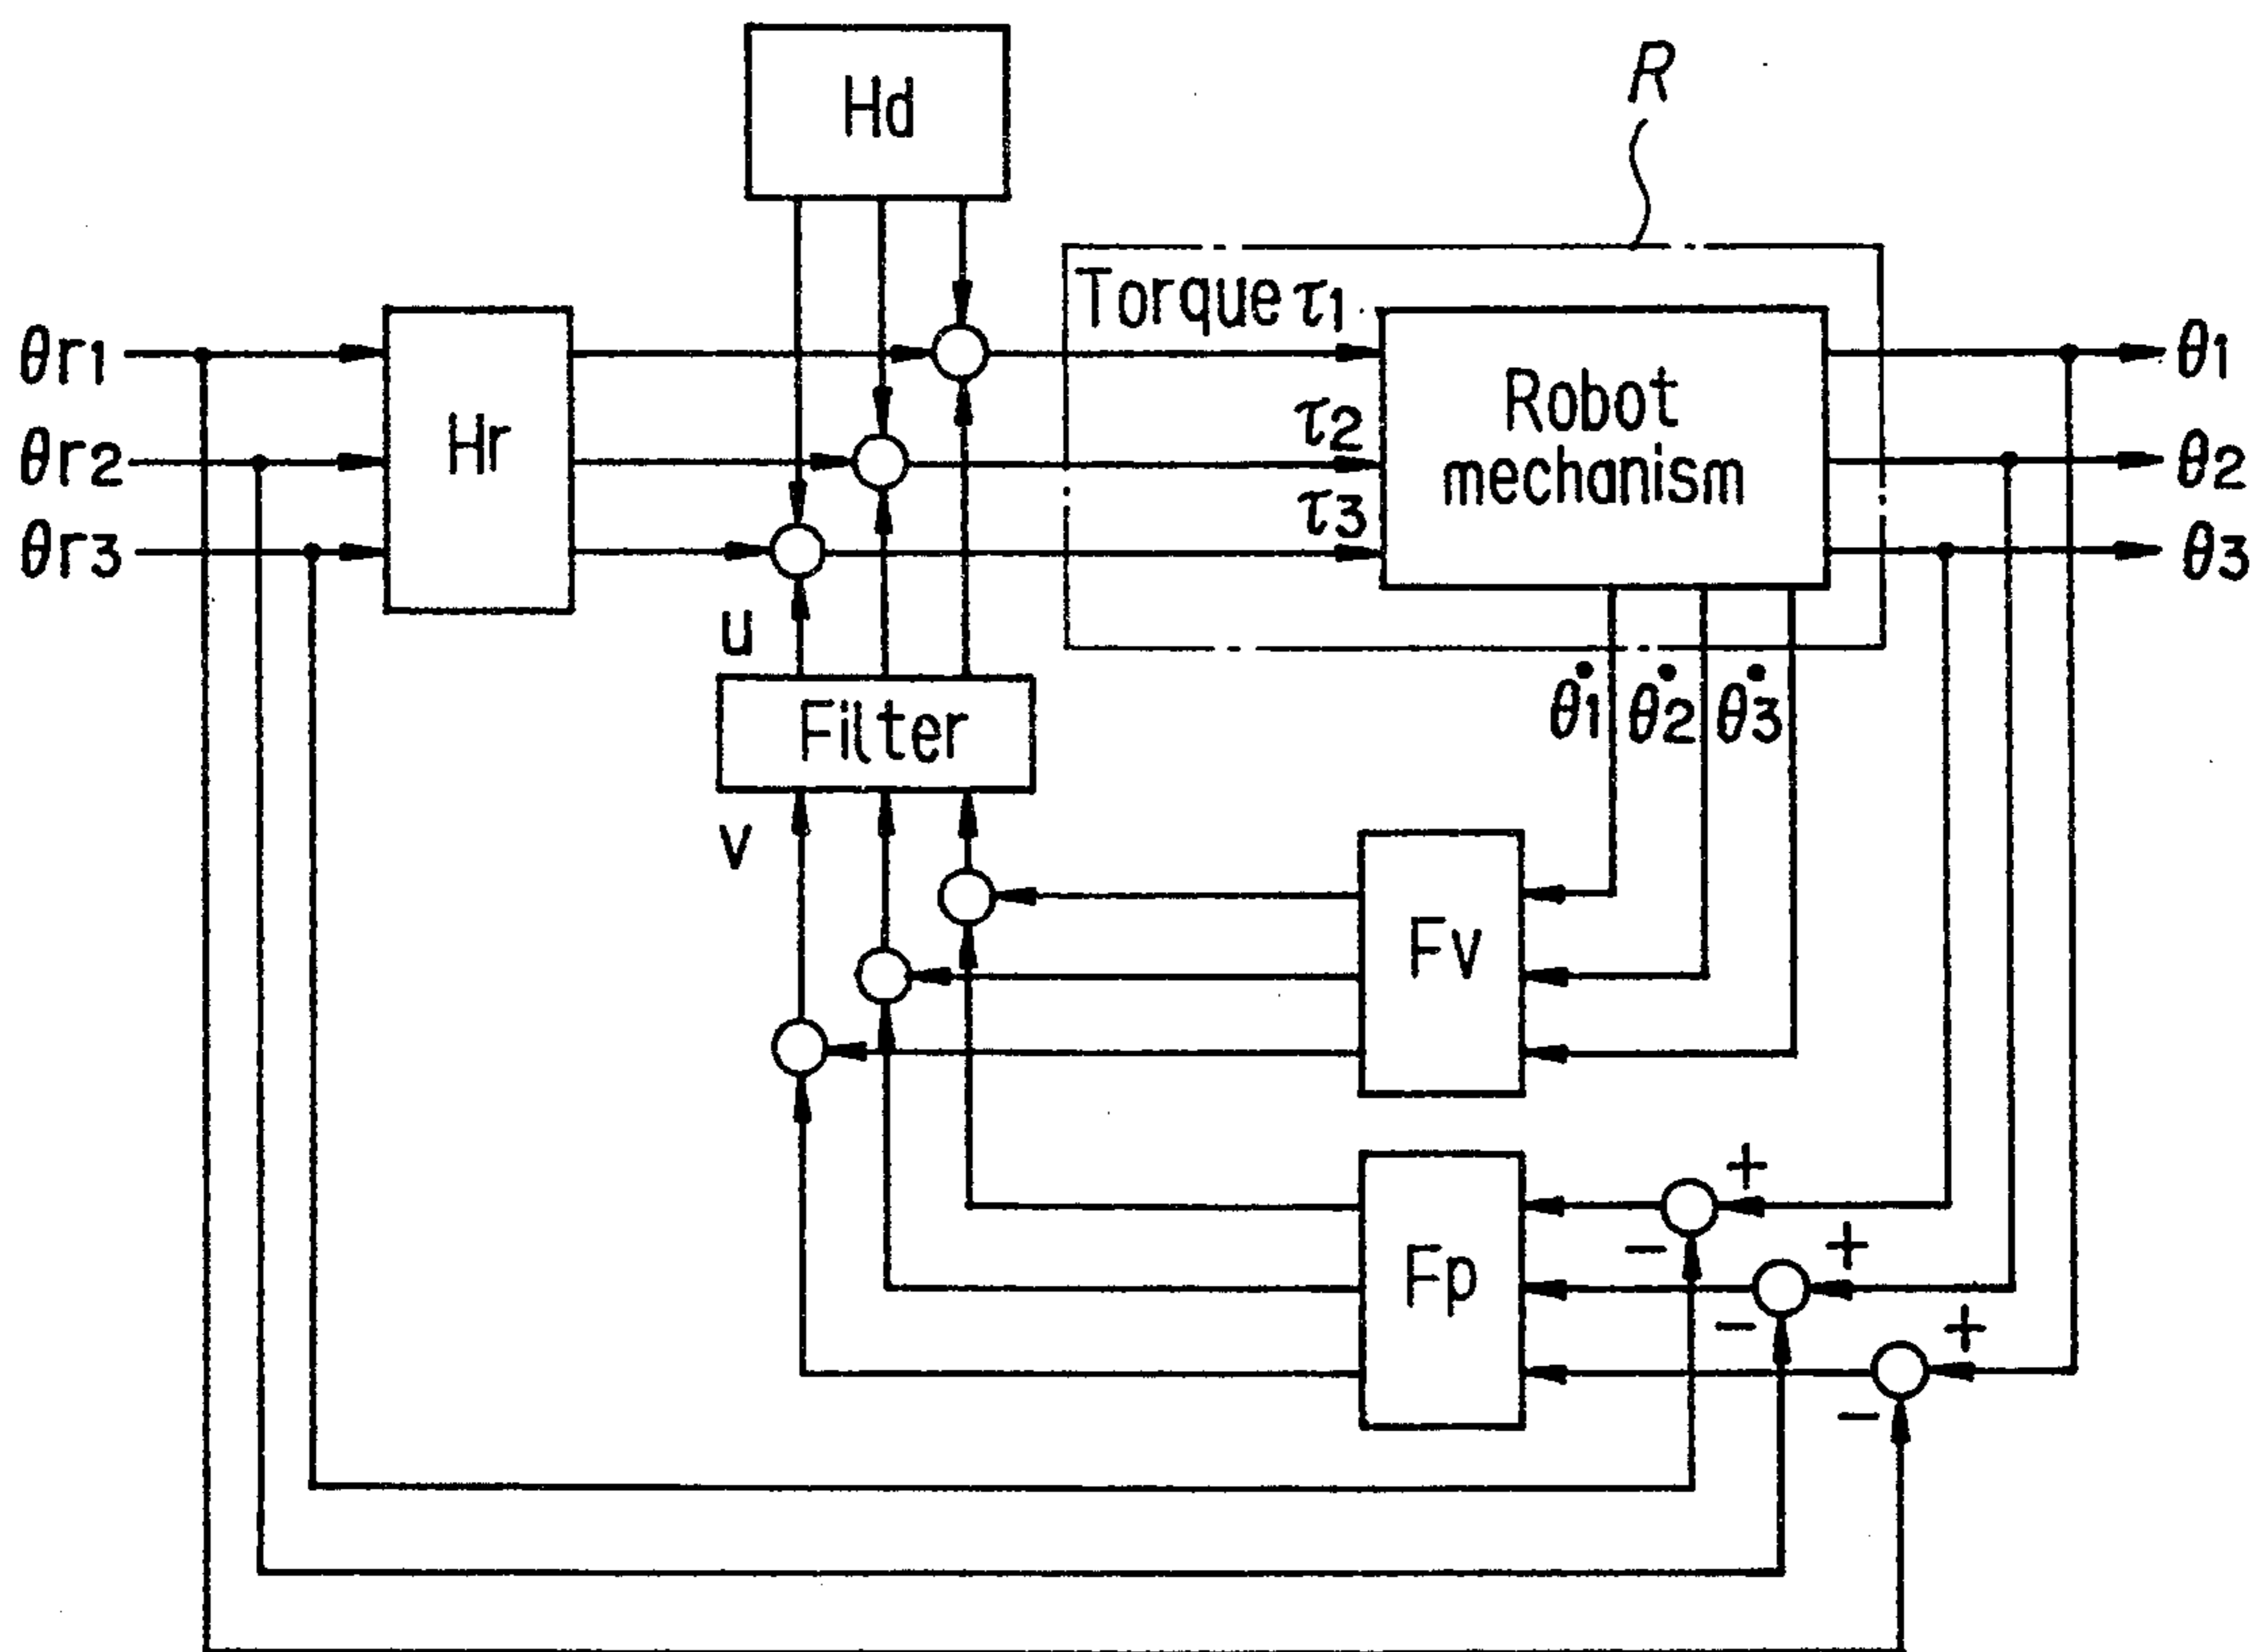 Hd
R
Torque τ1
θr1
θ1
Hr
Robot
mechanism
τ2
θr2
θ2
τ3
θr3
θ3
u
Filter
θ̇1 θ̇2 θ̇3
v
Fv
+
−
Fp
+
−
+
−